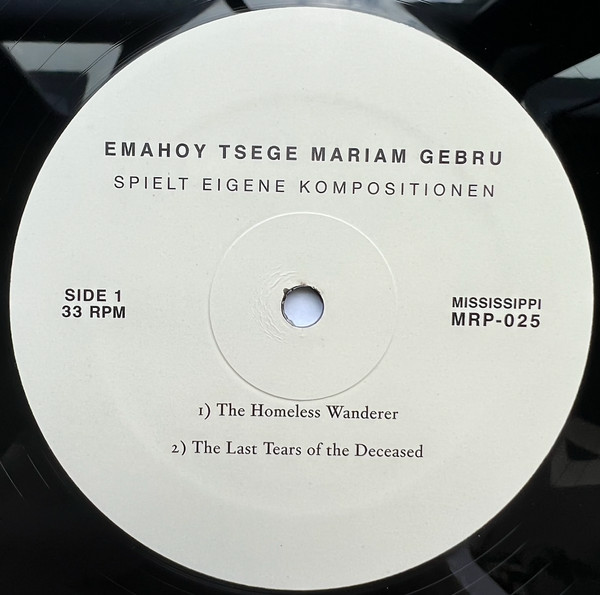 EMAHOY TSEGE MARIAM GEBRU
SPIELT EIGENE KOMPOSITIONEN
SIDE 1
33 RPM
MISSISSIPPI
MRP-025
1) The Homeless Wanderer
2) The Last Tears of the Deceased